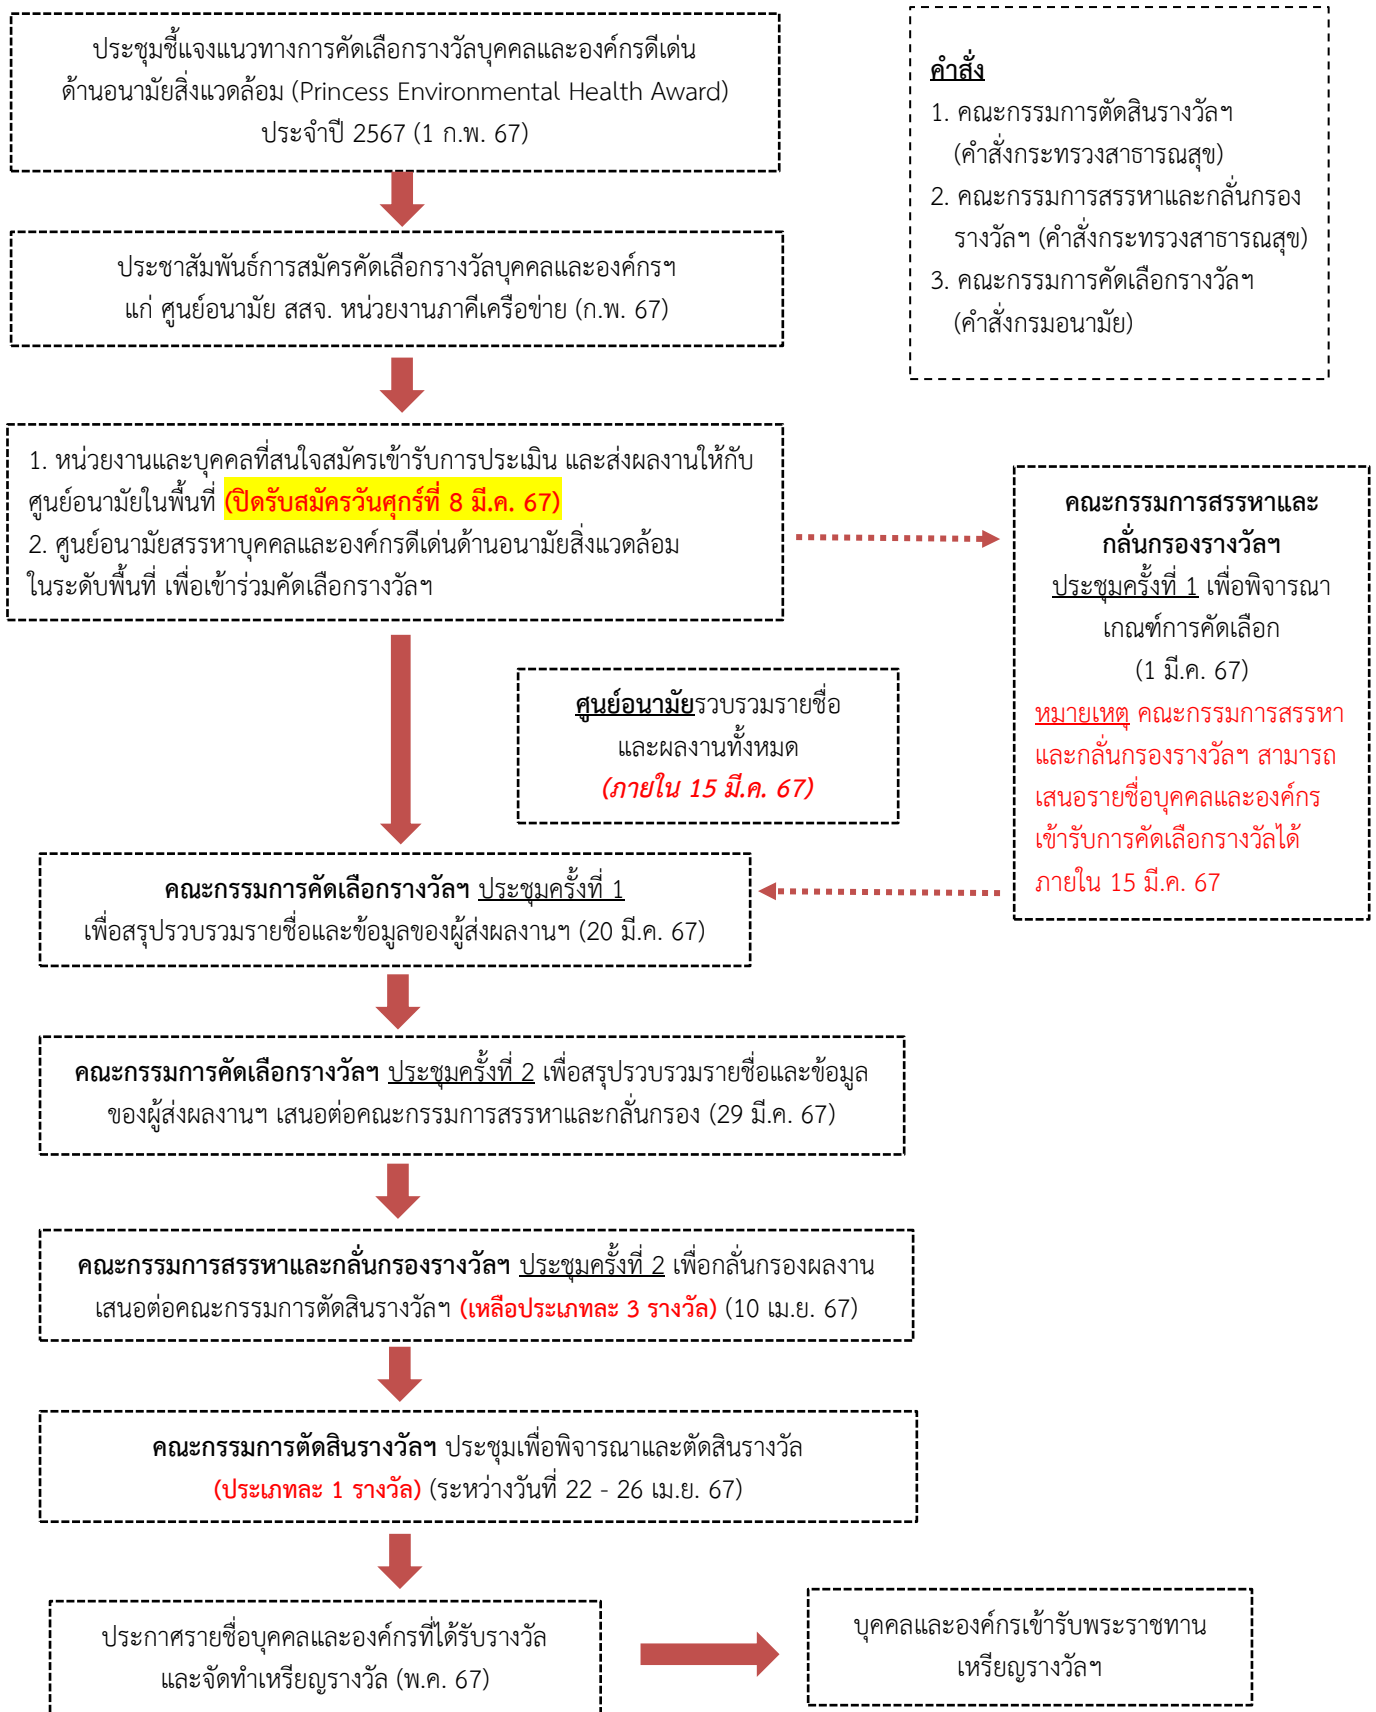 ประชุมชี้แจงแนวทางการคัดเลือกรางวัลบุคคลและองค์กรดีเด่น
ด้านอนามัยสิ่งแวดล้อม (Princess Environmental Health Award)
ประจำปี 2567 (1 ก.พ. 67)
คำสั่ง
1. คณะกรรมการตัดสินรางวัลฯ
(คำสั่งกระทรวงสาธารณสุข)
2. คณะกรรมการสรรหาและกลั่นกรอง
รางวัลฯ (คำสั่งกระทรวงสาธารณสุข)
3. คณะกรรมการคัดเลือกรางวัลฯ
(คำสั่งกรมอนามัย)
ประชาสัมพันธ์การสมัครคัดเลือกรางวัลบุคคลและองค์กรฯ
แก่ ศูนย์อนามัย สสจ. หน่วยงานภาคีเครือข่าย (ก.พ. 67)
1. หน่วยงานและบุคคลที่สนใจสมัครเข้ารับการประเมิน และส่งผลงานให้กับ
ศูนย์อนามัยในพื้นที่ (ปิดรับสมัครวันศุกร์ที่ 8 มี.ค. 67)
2. ศูนย์อนามัยสรรหาบุคคลและองค์กรดีเด่นด้านอนามัยสิ่งแวดล้อม
ในระดับพื้นที่ เพื่อเข้าร่วมคัดเลือกรางวัลฯ
คณะกรรมการสรรหาและ
กลั่นกรองรางวัลฯ
ประชุมครั้งที่ 1 เพื่อพิจารณา
เกณฑ์การคัดเลือก
(1 มี.ค. 67)
หมายเหตุ คณะกรรมการสรรหา
และกลั่นกรองรางวัลฯ สามารถ
เสนอรายชื่อบุคคลและองค์กร
เข้ารับการคัดเลือกรางวัลได้
ภายใน 15 มี.ค. 67
ศูนย์อนามัยรวบรวมรายชื่อ
และผลงานทั้งหมด
(ภายใน 15 มี.ค. 67)
คณะกรรมการคัดเลือกรางวัลฯ ประชุมครั้งที่ 1
เพื่อสรุปรวบรวมรายชื่อและข้อมูลของผู้ส่งผลงานฯ (20 มี.ค. 67)
คณะกรรมการคัดเลือกรางวัลฯ ประชุมครั้งที่ 2 เพื่อสรุปรวบรวมรายชื่อและข้อมูล
ของผู้ส่งผลงานฯ เสนอต่อคณะกรรมการสรรหาและกลั่นกรอง (29 มี.ค. 67)
คณะกรรมการสรรหาและกลั่นกรองรางวัลฯ ประชุมครั้งที่ 2 เพื่อกลั่นกรองผลงาน
เสนอต่อคณะกรรมการตัดสินรางวัลฯ (เหลือประเภทละ 3 รางวัล) (10 เม.ย. 67)
คณะกรรมการตัดสินรางวัลฯ ประชุมเพื่อพิจารณาและตัดสินรางวัล
(ประเภทละ 1 รางวัล) (ระหว่างวันที่ 22 - 26 เม.ย. 67)
ประกาศรายชื่อบุคคลและองค์กรที่ได้รับรางวัล
และจัดทำเหรียญรางวัล (พ.ค. 67)
บุคคลและองค์กรเข้ารับพระราชทาน
เหรียญรางวัลฯ